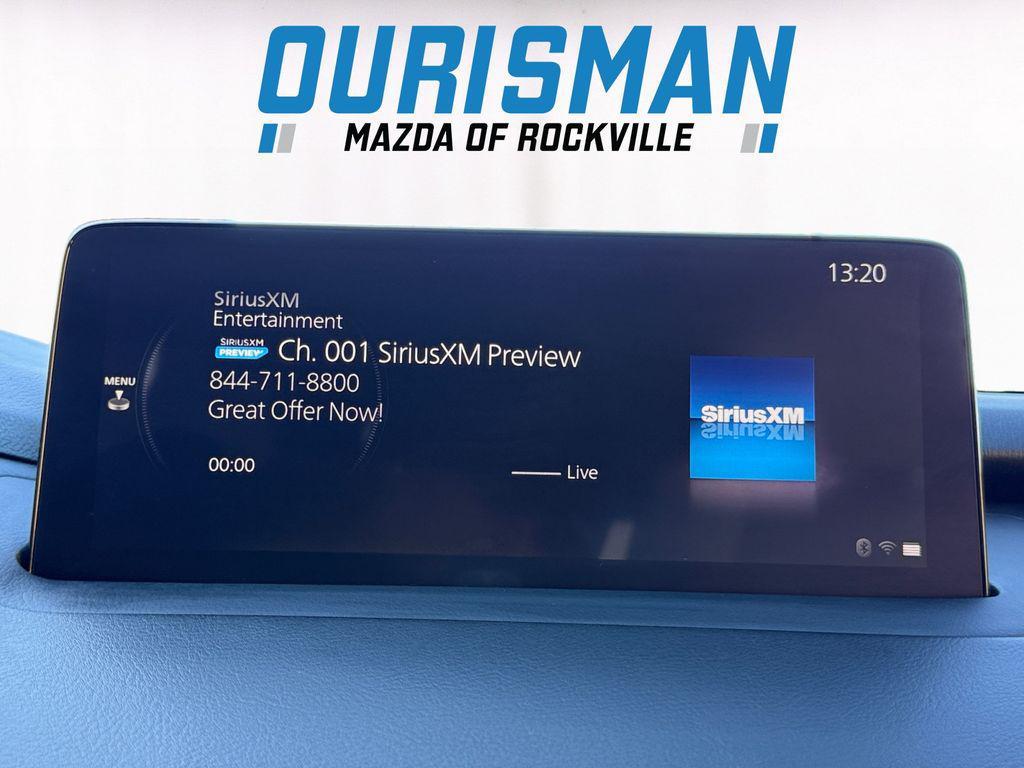 OURISMAN
MAZDA OF ROCKVILLE
13:20
SiriusXM
Entertainment
SIRIUSXM
PREVIEW
Ch. 001 SiriusXM Preview
MENU
844-711-8800
Great Offer Now!
SiriusXM
00:00
Live